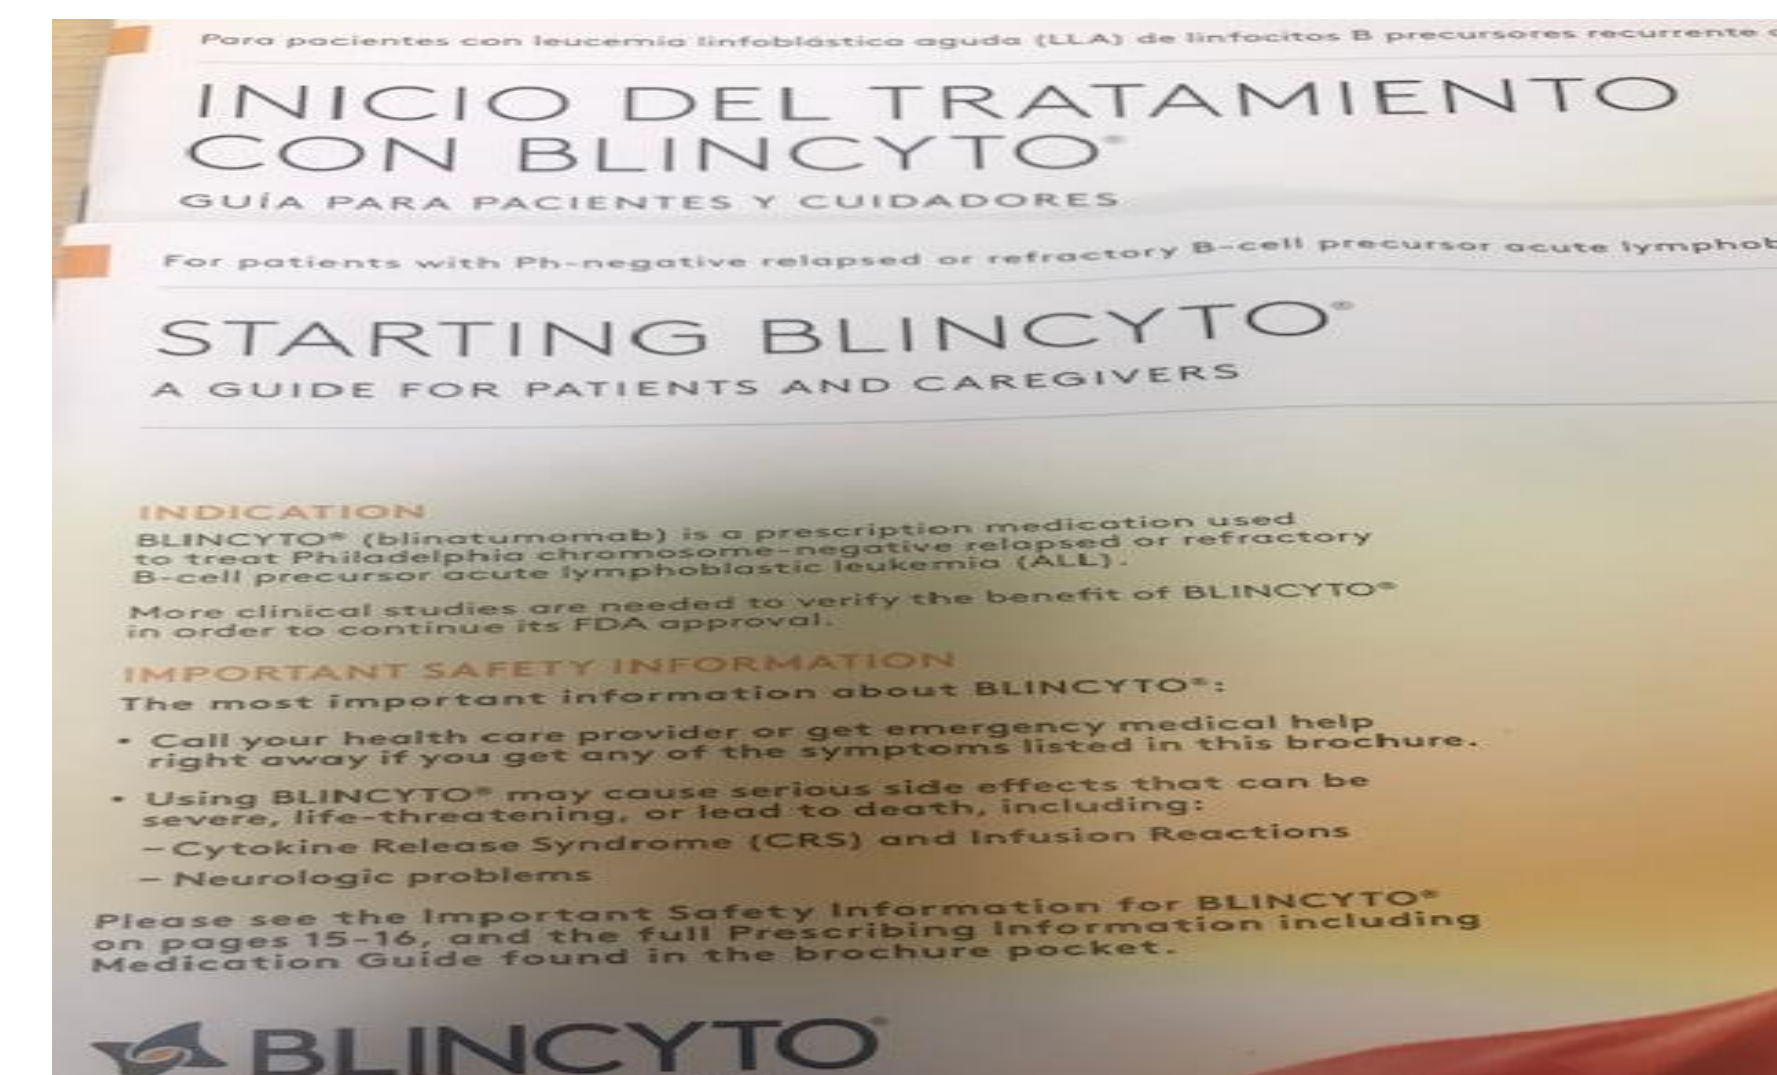 Para pacientes con leucemia linfoblástica aguda (LLA) de linfocitos B precursores recurrente
INICIO DEL TRATAMIENTO
CON BLINCYTO®
GUÍA PARA PACIENTES Y CUIDADORES
For patients with Ph-negative relapsed or refractory B-cell precursor acute
STARTING BLINCYTO®
A GUIDE FOR PATIENTS AND CAREGIVERS
INDICATION
BLINCYTO® (blinatumomab) is a prescription medication used
to treat Philadelphia chromosome-negative relapsed or refractory
B-cell precursor acute lymphoblastic leukemia (ALL).
More clinical studies are needed to verify the benefit of BLINCYTO®
in order to continue its FDA approval.
IMPORTANT SAFETY INFORMATION
The most important information about BLINCYTO®:
• Call your health care provider or get emergency medical help
right away if you get any of the symptoms listed in this brochure.
• Using BLINCYTO® may cause serious side effects that can be
severe, life-threatening, or lead to death, including:
– Cytokine Release Syndrome (CRS) and Infusion Reactions
– Neurologic problems
Please see the Important Safety Information for BLINCYTO®
on pages 15-16, and the full Prescribing Information including
Medication Guide found in the brochure pocket.
BLINCYTO®